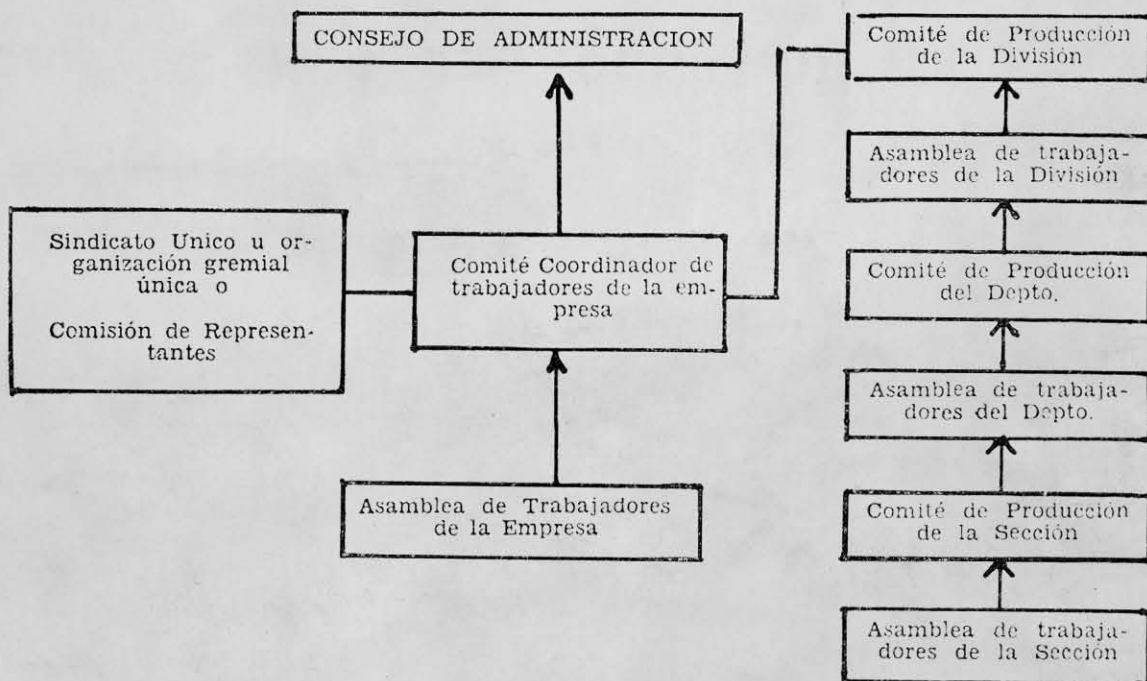 CONSEJO DE ADMINISTRACION
Comité de Producción
de la División
Asamblea de trabaja-
dores de la División
Sindicato Unico u or-
ganización gremial
única o
Comisión de Represen-
tantes
Comité Coordinador de
trabajadores de la em-
presa
Comité de Producción
del Depto.
Asamblea de trabaja-
dores del Depto.
Asamblea de Trabajadores
de la Empresa
Comité de Producción
de la Sección
Asamblea de trabaja-
dores de la Sección